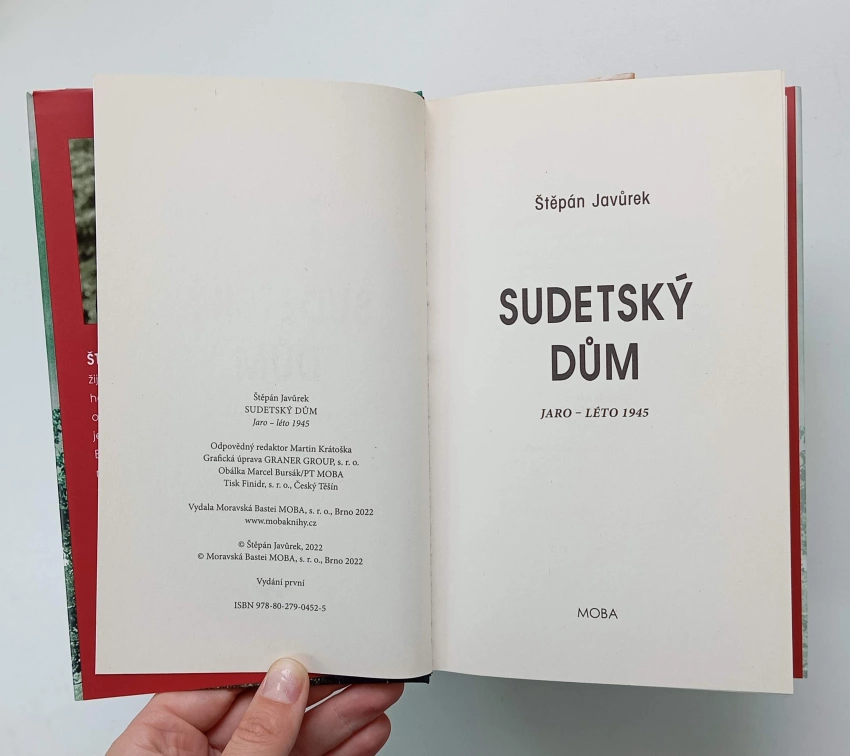 Štěpán Javůrek
SUDETSKÝ DŮM
Jaro – léto 1945
Odpovědný redaktor Martin Krátoška
Grafická úprava GRANER GROUP, s. r. o.
Obálka Marcel Bursák/PT MOBA
Tisk Finidr, s. r. o., Český Těšín
Vydala Moravská Bastei MOBA, s. r. o., Brno 2022
www.mobaknihy.cz
© Štěpán Javůrek, 2022
© Moravská Bastei MOBA, s. r. o., Brno 2022
Vydání první
ISBN 978-80-279-0452-5
Štěpán Javůrek
SUDETSKÝ
DŮM
JARO – LÉTO 1945
MOBA